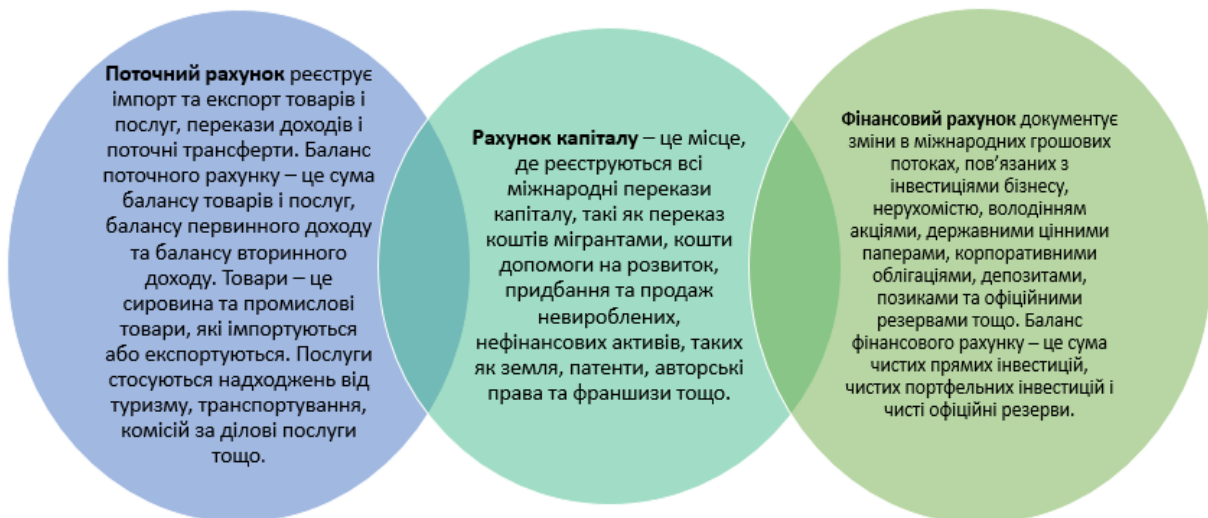 Поточний рахунок реєструє
імпорт та експорт товарів і
послуг, перекази доходів і
поточні трансферти. Баланс
поточного рахунку – це сума
балансу товарів і послуг,
балансу первинного доходу
та балансу вторинного
доходу. Товари – це
сировина та промислові
товари, які імпортуються
або експортуються. Послуги
стосуються надходжень від
туризму, транспортування,
комісій за ділові послуги
тощо.
Рахунок капіталу – це місце,
де реєструються всі
міжнародні перекази
капіталу, такі як переказ
коштів мігрантами, кошти
допомоги на розвиток,
придбання та продаж
невироблених,
нефінансових активів, таких
як земля, патенти, авторські
права та франшизи тощо.
Фінансовий рахунок документує
зміни в міжнародних грошових
потоках, пов’язаних з
інвестиціями бізнесу,
нерухомістю, володінням
акціями, державними цінними
паперами, корпоративними
облігаціями, депозитами,
позиками та офіційними
резервами тощо. Баланс
фінансового рахунку – це сума
чистих прямих інвестицій,
чистих портфельних інвестицій і
чисті офіційні резерви.